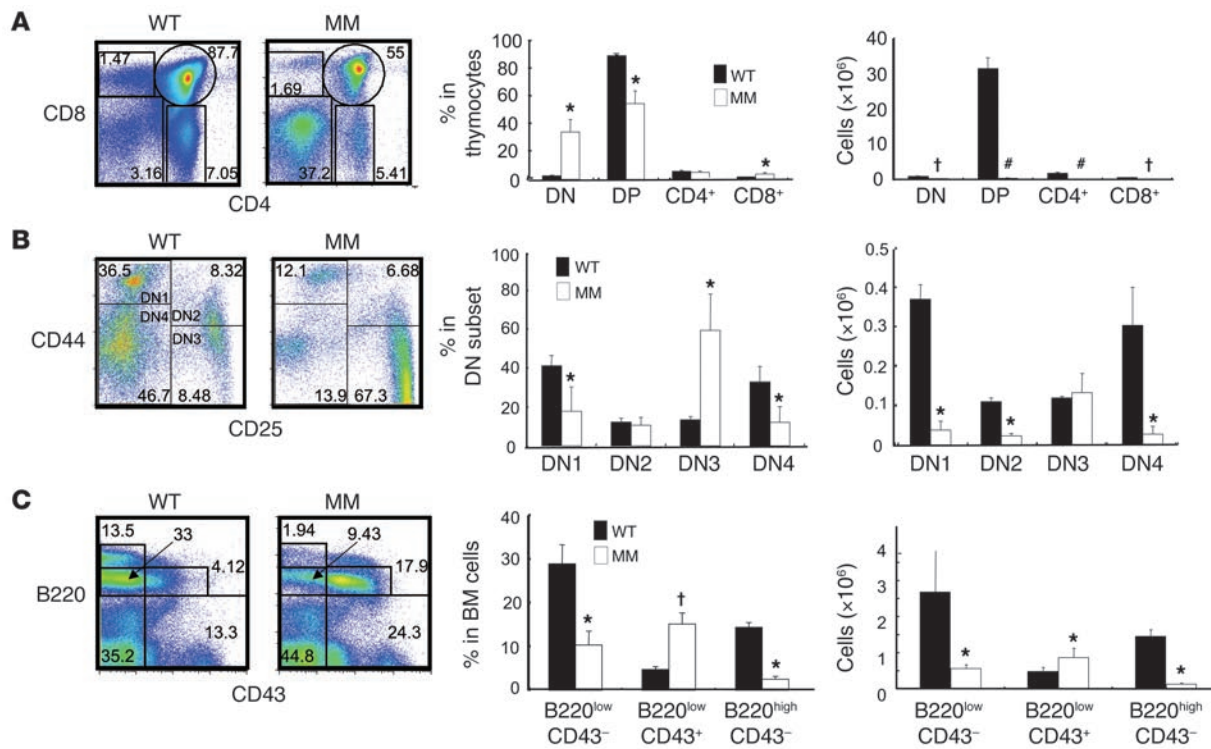 A
WT
MM
CD8
1.47
87.7
3.16
7.05
1.69
55
37.2
5.41
CD4
% in
thymocytes
100
80
60
40
20
0
WT
MM
*
*
*
DN
DP
CD4+
CD8+
Cells (×10⁶)
40
30
20
10
0
†
#
#
†
DN
DP
CD4+
CD8+
B
WT
MM
CD44
36.5
8.32
DN1
DN4
DN2
DN3
46.7
8.48
12.1
6.68
13.9
67.3
CD25
% in
DN subset
100
80
60
40
20
0
WT
MM
*
*
*
DN1
DN2
DN3
DN4
Cells (×10⁶)
0.5
0.4
0.3
0.2
0.1
0
*
*
*
DN1
DN2
DN3
DN4
C
WT
MM
B220
13.5
33
4.12
13.3
35.2
1.94
9.43
17.9
24.3
44.8
CD43
% in BM cells
40
30
20
10
0
WT
MM
*
†
*
B220low
CD43−
B220low
CD43+
B220high
CD43−
Cells (×10⁶)
4
3
2
1
0
*
*
*
B220low
CD43−
B220low
CD43+
B220high
CD43−